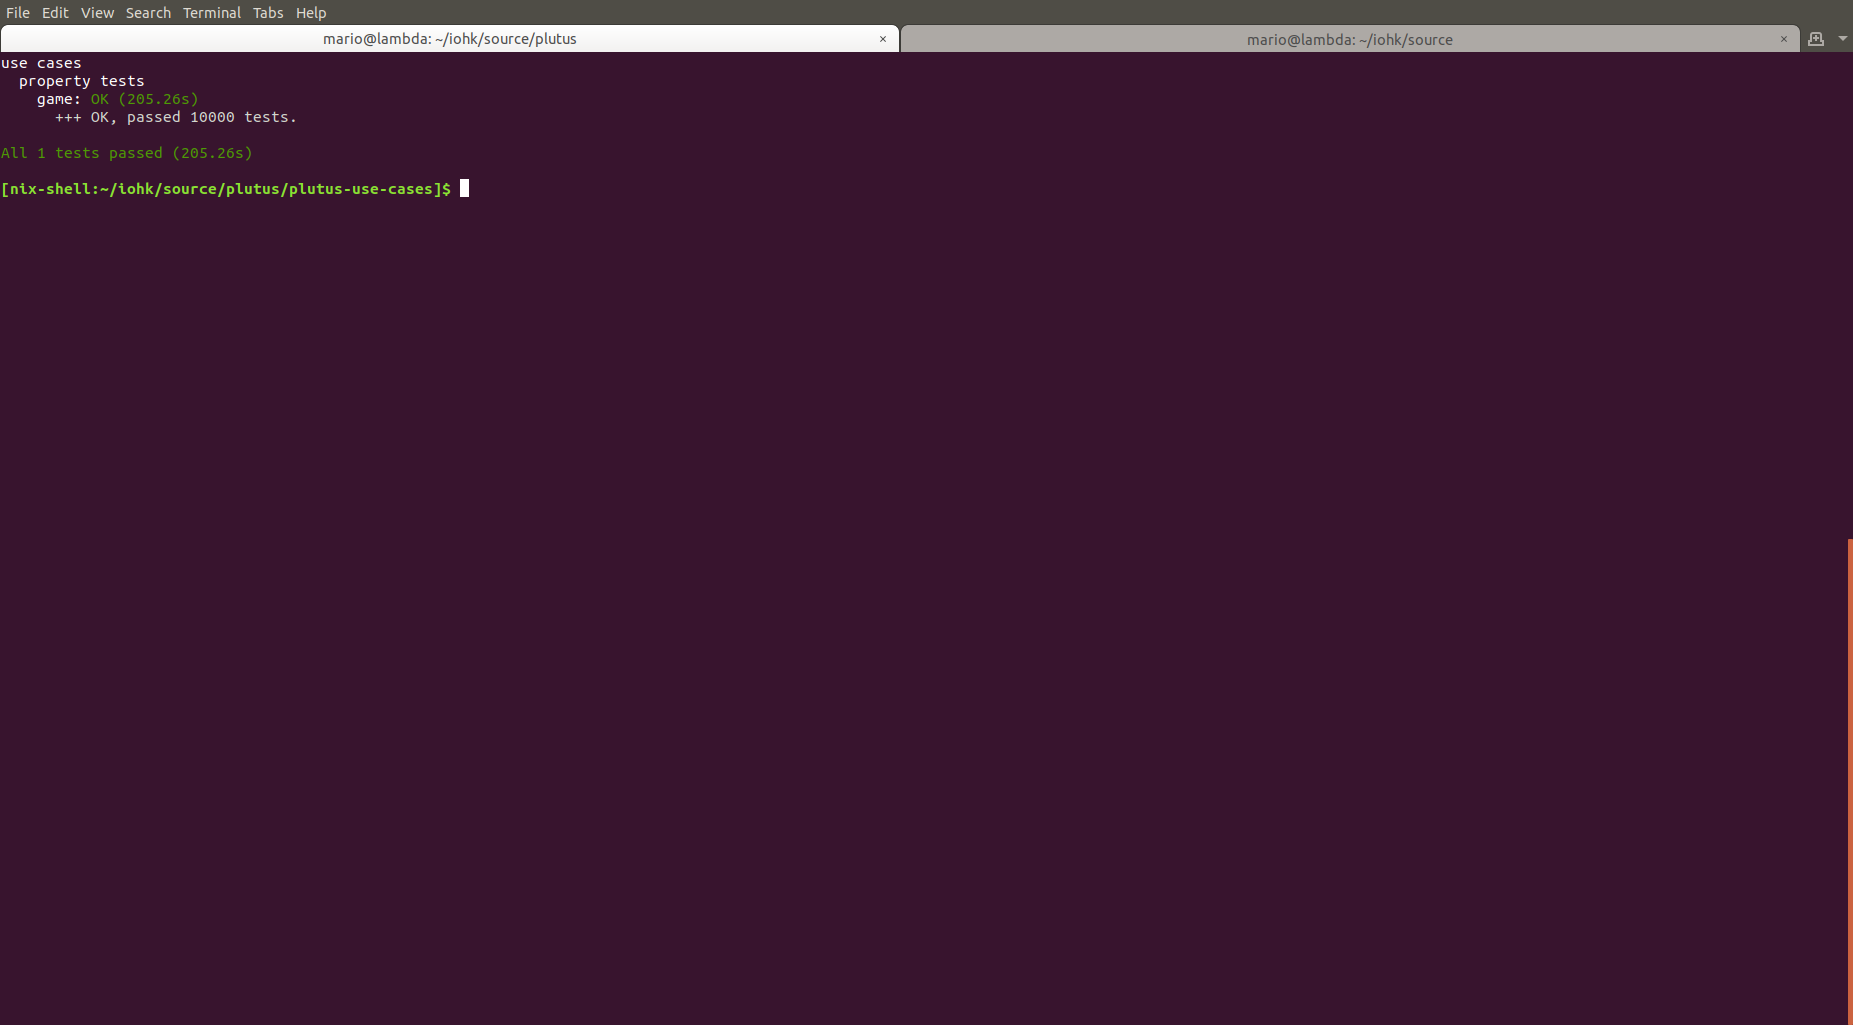 File Edit View Search Terminal Tabs Help
mario@lambda: ~/iohk/source/plutus × mario@lambda: ~/iohk/source ×
use cases
  property tests
    game: OK (205.26s)
      +++ OK, passed 10000 tests.
All 1 tests passed (205.26s)
[nix-shell:~/iohk/source/plutus/plutus-use-cases]$